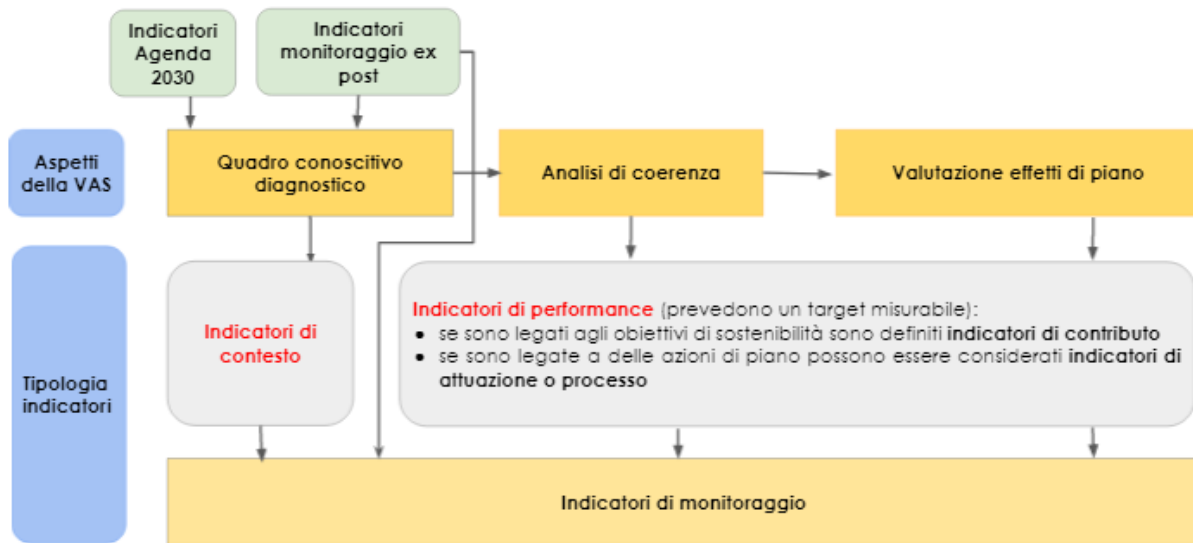 Indicatori
Agenda
2030
Indicatori
monitoraggio ex
post
Aspetti
della VAS
Quadro conoscitivo
diagnostico
Analisi di coerenza
Valutazione effetti di piano
Tipologia
indicatori
Indicatori di
contesto
Indicatori di performance (prevedono un target misurabile):
• se sono legati agli obiettivi di sostenibilità sono definiti indicatori di contributo
• se sono legate a delle azioni di piano possono essere considerati indicatori di
attuazione o processo
Indicatori di monitoraggio